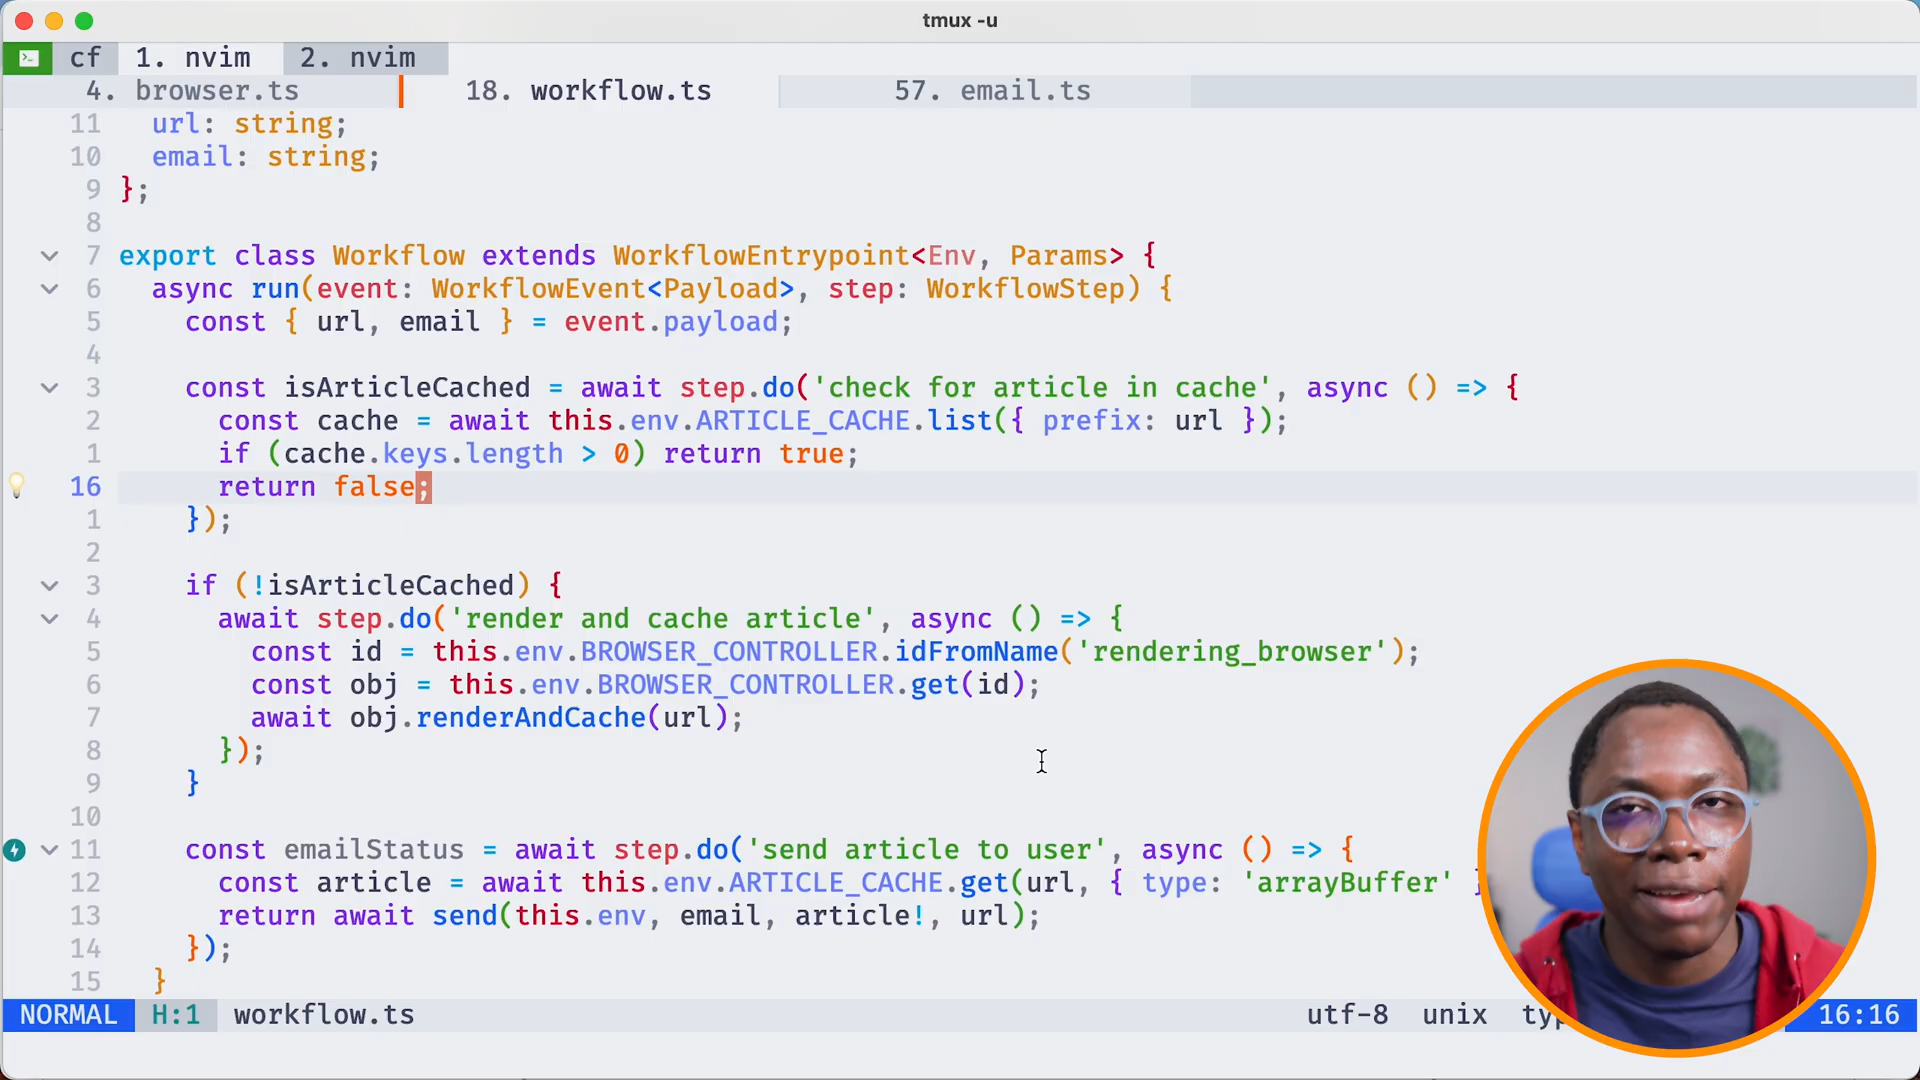 tmux -u
cf 1. nvim 2. nvim
4. browser.ts 18. workflow.ts 57. email.ts
11 url: string;
10 email: string;
9 };
8
7 export class Workflow extends WorkflowEntrypoint<Env, Params> {
6 async run(event: WorkflowEvent<Payload>, step: WorkflowStep) {
5 const { url, email } = event.payload;
4
3 const isArticleCached = await step.do('check for article in cache', async () => {
2 const cache = await this.env.ARTICLE_CACHE.list({ prefix: url });
1 if (cache.keys.length > 0) return true;
16 return false;
1 });
2
3 if (!isArticleCached) {
4 await step.do('render and cache article', async () => {
5 const id = this.env.BROWSER_CONTROLLER.idFromName('rendering_browser');
6 const obj = this.env.BROWSER_CONTROLLER.get(id);
7 await obj.renderAndCache(url);
8 });
9 }
10
11 const emailStatus = await step.do('send article to user', async () => {
12 const article = await this.env.ARTICLE_CACHE.get(url, { type: 'arrayBuffer' }
13 return await send(this.env, email, article!, url);
14 });
15 }
NORMAL H:1 workflow.ts utf-8 unix typ 16:16